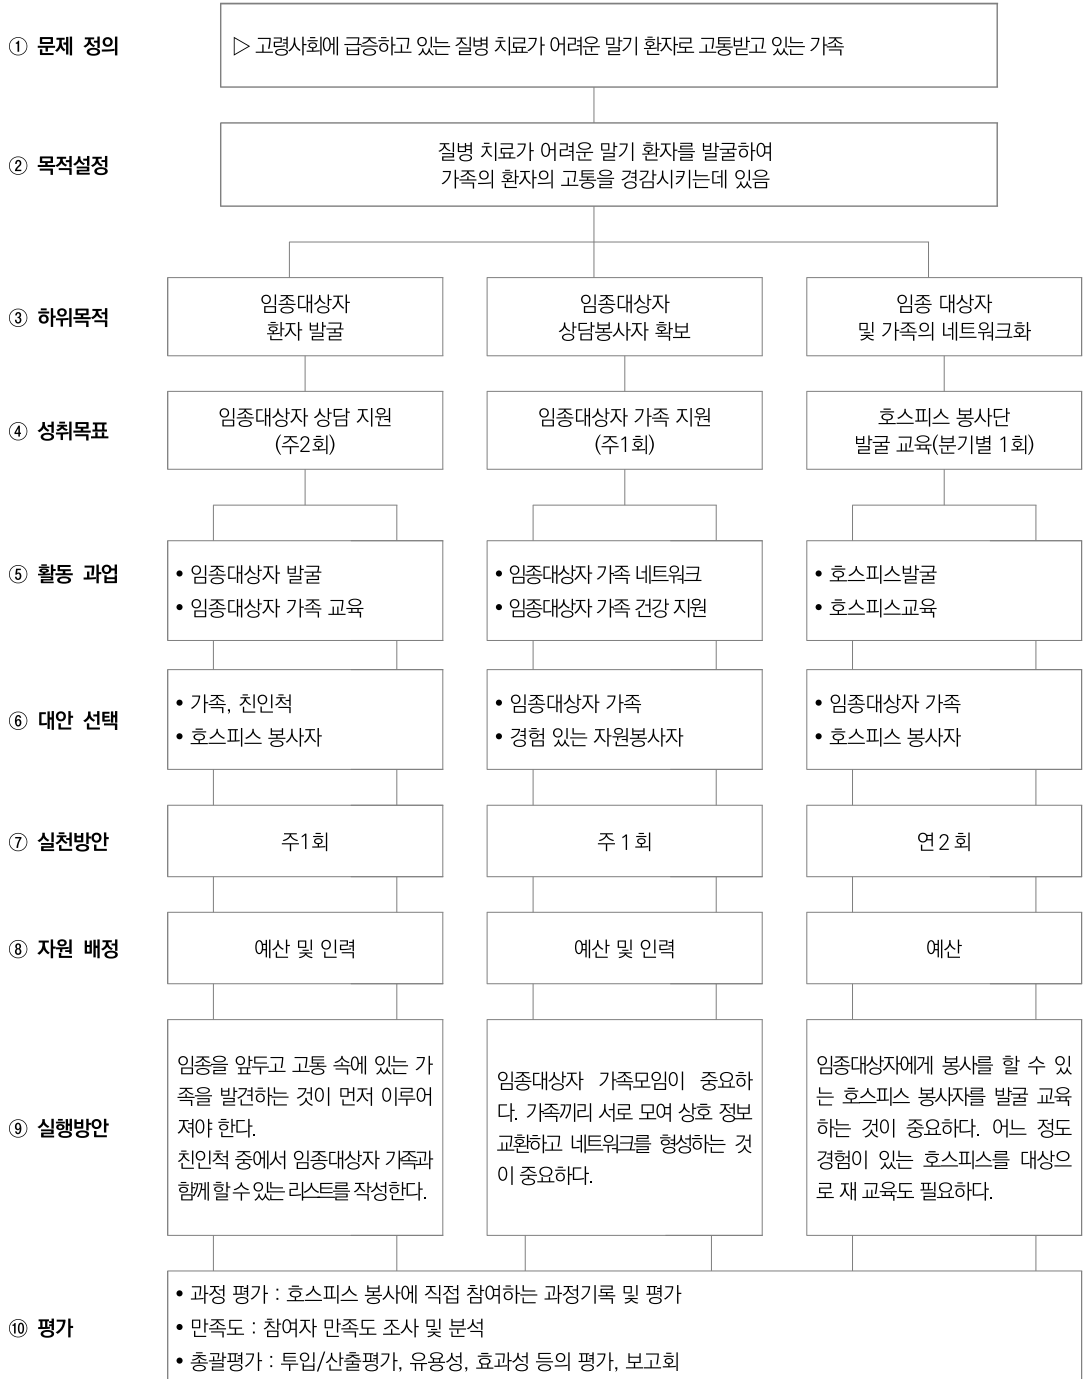 ① 문제 정의
▷ 고령사회에 급증하고 있는 질병 치료가 어려운 말기 환자로 고통받고 있는 가족
② 목적설정
질병 치료가 어려운 말기 환자를 발굴하여
가족의 환자의 고통을 경감시키는데 있음
③ 하위목적
임종대상자
환자 발굴
임종대상자
상담봉사자 확보
임종 대상자
및 가족의 네트워크화
④ 성취목표
임종대상자 상담 지원
(주2회)
임종대상자 가족 지원
(주1회)
호스피스 봉사단
발굴 교육(분기별 1회)
⑤ 활동 과업
• 임종대상자 발굴
• 임종대상자 가족 교육
• 임종대상자 가족 네트워크
• 임종대상자 가족 건강 지원
• 호스피스발굴
• 호스피스교육
⑥ 대안 선택
• 가족, 친인척
• 호스피스 봉사자
• 임종대상자 가족
• 경험 있는 자원봉사자
• 임종대상자 가족
• 호스피스 봉사자
⑦ 실천방안
주1회
주 1 회
연 2 회
⑧ 자원 배정
예산 및 인력
예산 및 인력
예산
⑨ 실행방안
임종을 앞두고 고통 속에 있는 가
족을 발견하는 것이 먼저 이루어
져야 한다.
친인척 중에서 임종대상자 가족과
함께 할 수 있는 리스트를 작성한다.
임종대상자 가족모임이 중요하
다. 가족끼리 서로 모여 상호 정보
교환하고 네트워크를 형성하는 것
이 중요하다.
임종대상자에게 봉사를 할 수 있
는 호스피스 봉사자를 발굴 교육
하는 것이 중요하다. 어느 정도
경험이 있는 호스피스를 대상으
로 재 교육도 필요하다.
⑩ 평가
• 과정 평가 : 호스피스 봉사에 직접 참여하는 과정기록 및 평가
• 만족도 : 참여자 만족도 조사 및 분석
• 총괄평가 : 투입/산출평가, 유용성, 효과성 등의 평가, 보고회